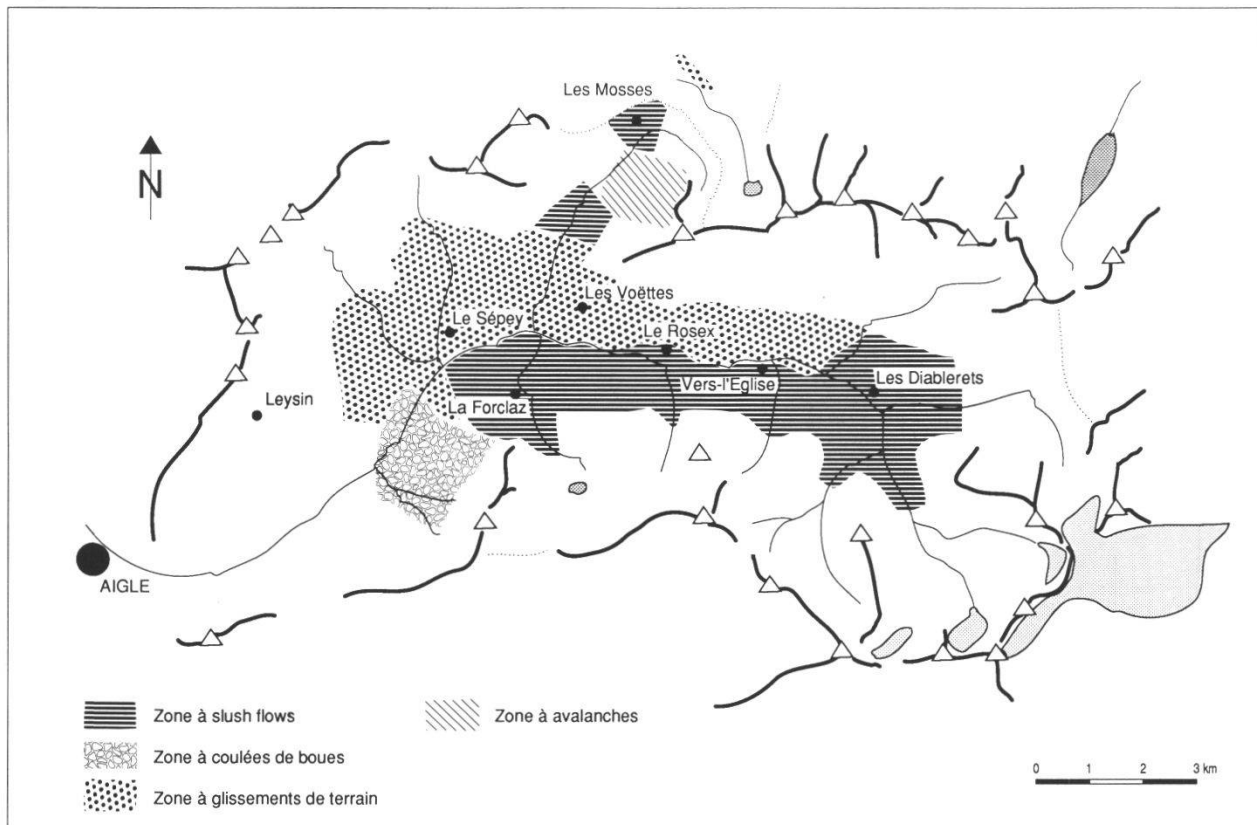 Les Mosses
N
Les Voëttes
Le Sépey
Le Rosex
Vers-l'Eglise
Les Diablerets
La Forclaz
Leysin
AIGLE
Zone à slush flows
Zone à avalanches
Zone à coulées de boues
Zone à glissements de terrain
0 1 2 3 km